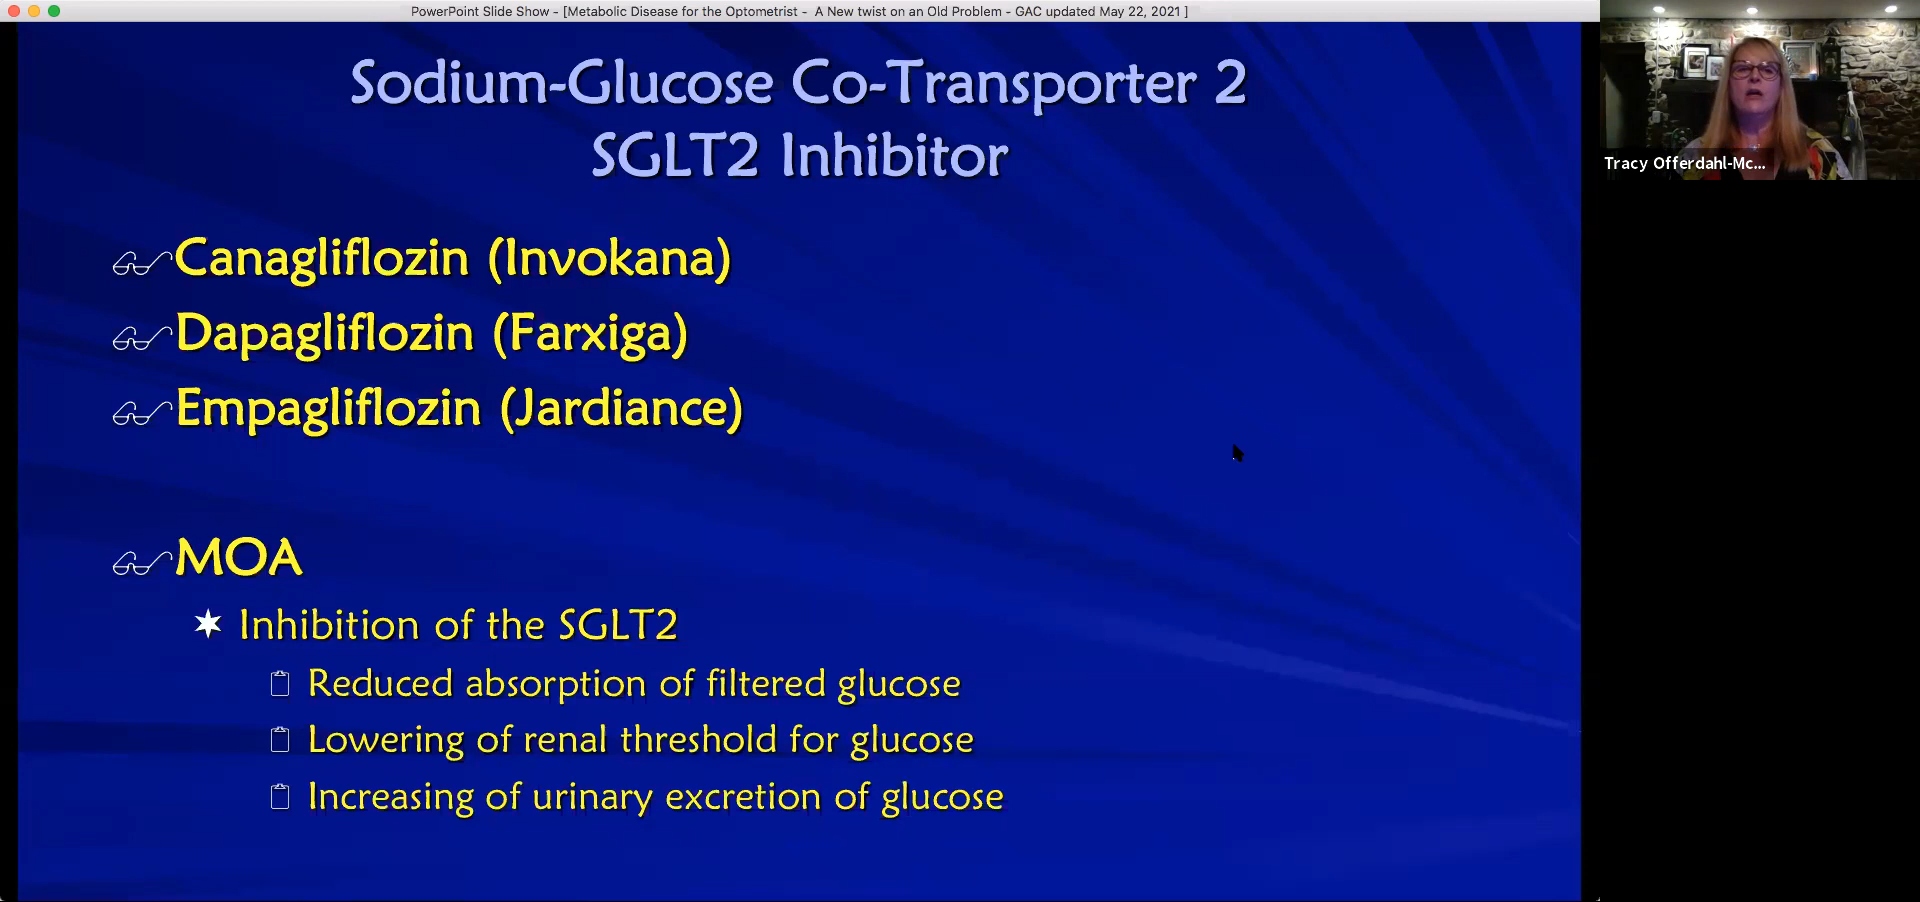 PowerPoint Slide Show - [Metabolic Disease for the Optometrist - A New twist on an Old Problem - GAC updated May 22, 2021 ]
Sodium-Glucose Co-Transporter 2
SGLT2 Inhibitor
Canagliflozin (Invokana)
Dapagliflozin (Farxiga)
Empagliflozin (Jardiance)
MOA
Inhibition of the SGLT2
Reduced absorption of filtered glucose
Lowering of renal threshold for glucose
Increasing of urinary excretion of glucose
Tracy Offerdahl-Mc...